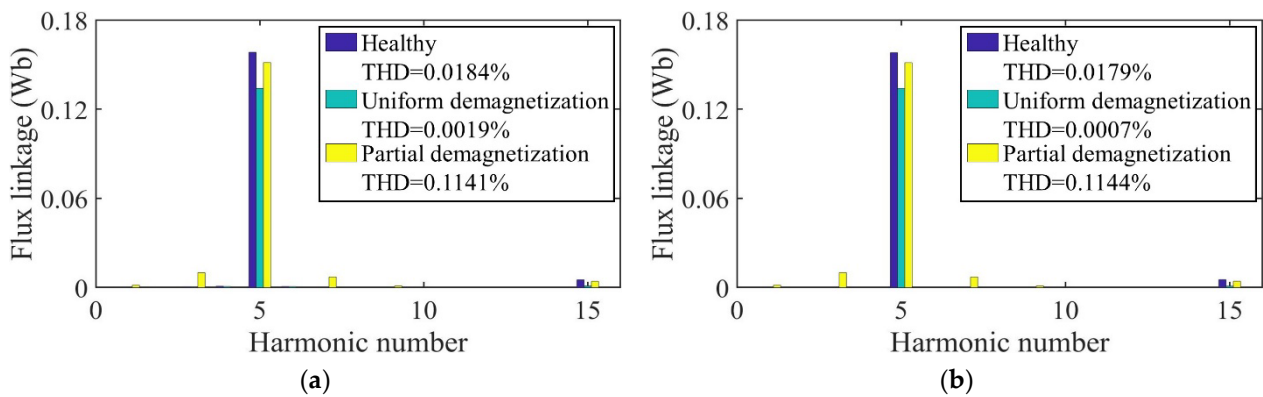 0.18
0.12
0.06
0
Flux linkage (Wb)
Healthy
THD=0.0184%
Uniform demagnetization
THD=0.0019%
Partial demagnetization
THD=0.1141%
0 5 10 15
Harmonic number
(a)
0.18
0.12
0.06
0
Flux linkage (Wb)
Healthy
THD=0.0179%
Uniform demagnetization
THD=0.0007%
Partial demagnetization
THD=0.1144%
0 5 10 15
Harmonic number
(b)